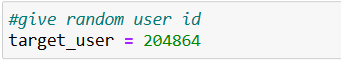 #give random user id
target_user = 204864